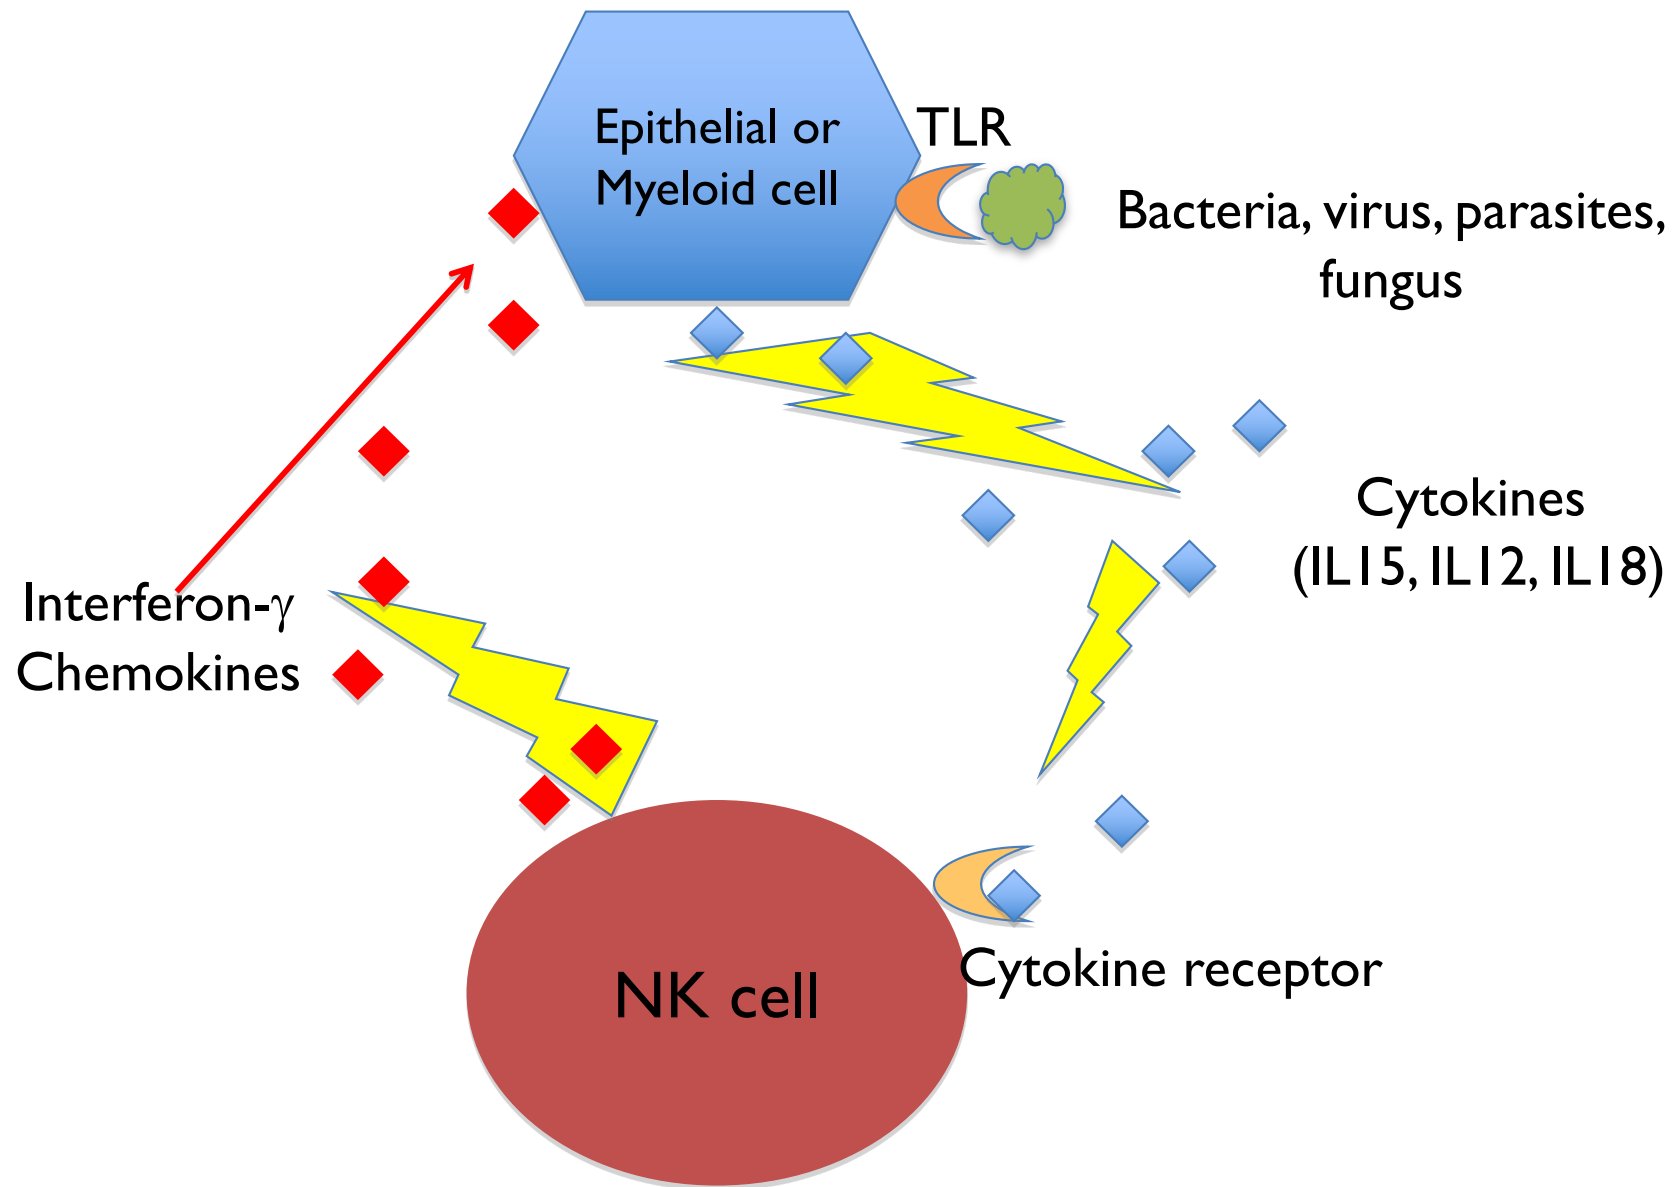 Epithelial or
Myeloid cell
TLR
Bacteria, virus, parasites,
fungus
Cytokines
(IL15, IL12, IL18)
Interferon-γ
Chemokines
Cytokine receptor
NK cell